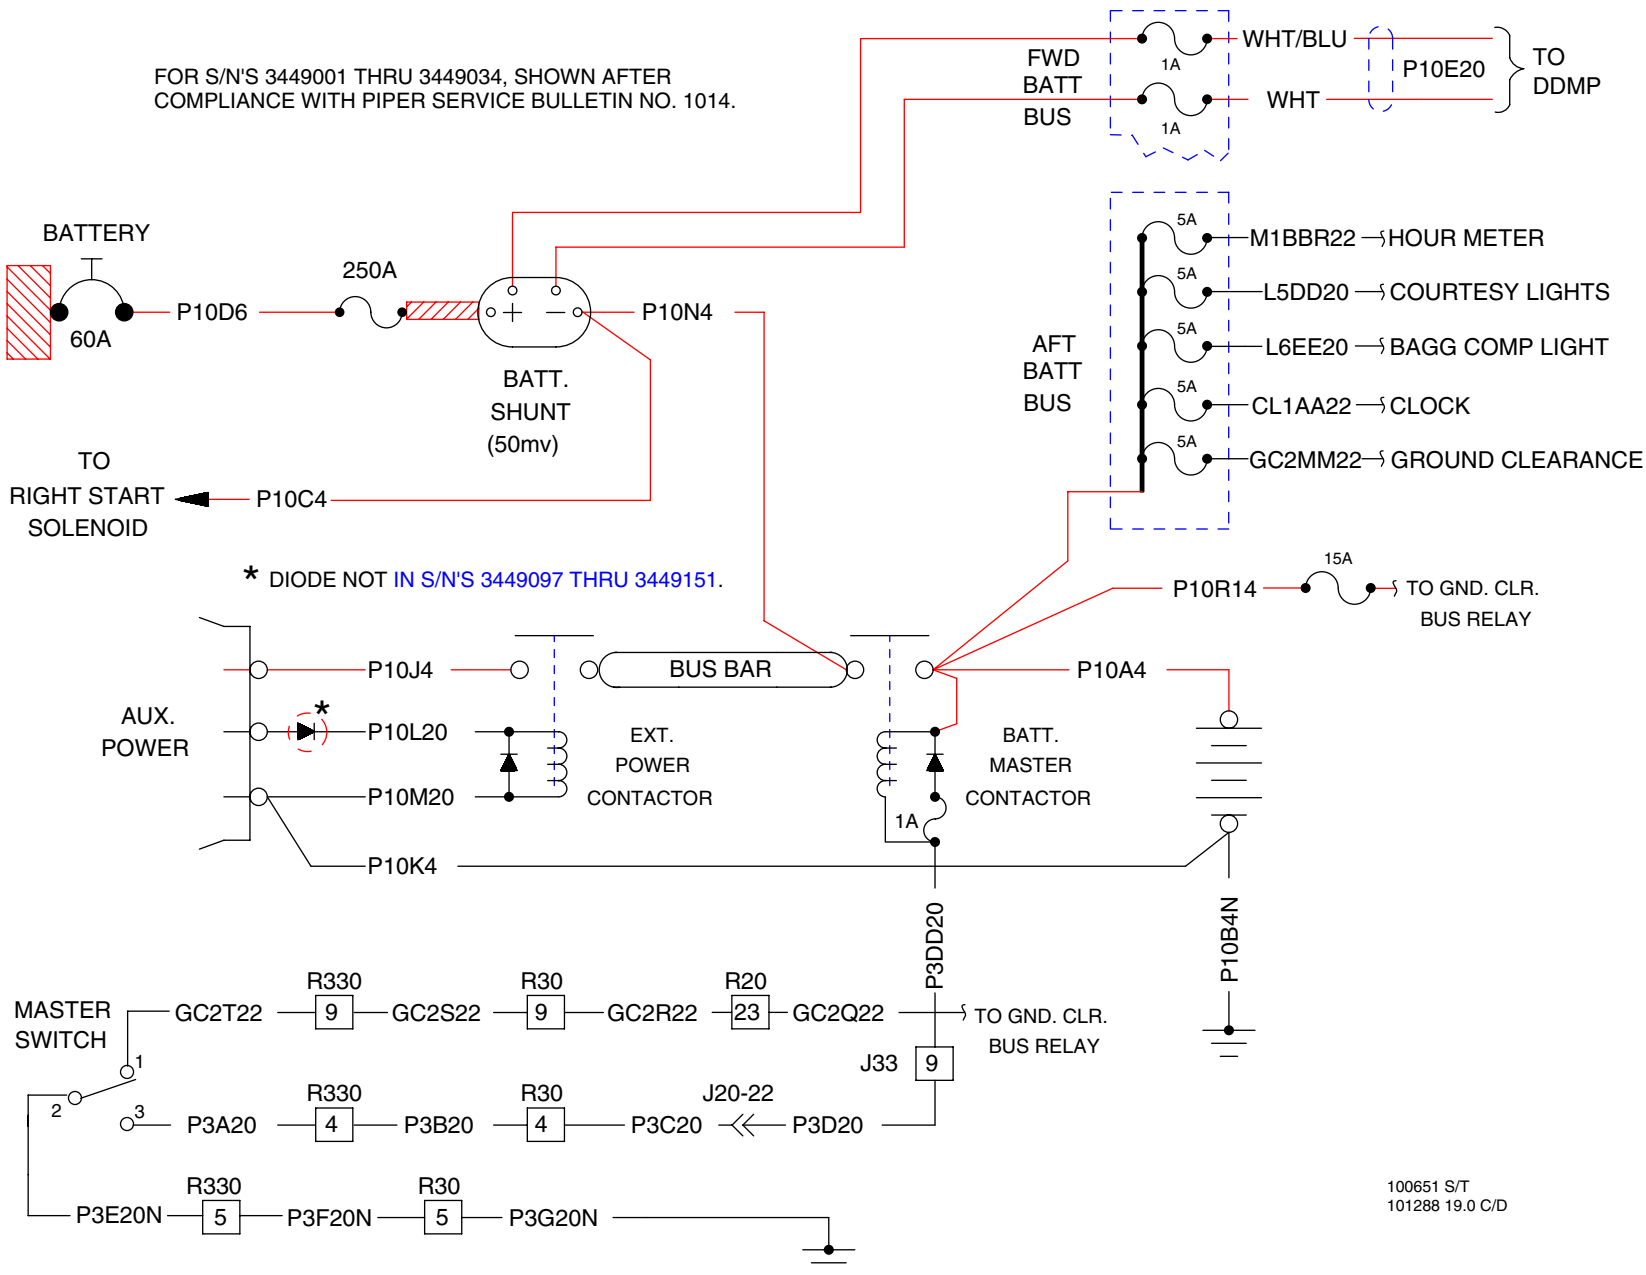 FOR S/N'S 3449001 THRU 3449034, SHOWN AFTER
COMPLIANCE WITH PIPER SERVICE BULLETIN NO. 1014.
FWD
BATT
BUS
1A
WHT/BLU
1A
WHT
P10E20
TO
DDMP
BATTERY
60A
P10D6
250A
+
−
BATT.
SHUNT
(50mv)
P10N4
AFT
BATT
BUS
5A
M1BBR22
HOUR METER
5A
L5DD20
COURTESY LIGHTS
5A
L6EE20
BAGG COMP LIGHT
5A
CL1AA22
CLOCK
5A
GC2MM22
GROUND CLEARANCE
TO
RIGHT START
SOLENOID
P10C4
* DIODE NOT IN S/N'S 3449097 THRU 3449151.
P10R14
15A
TO GND. CLR.
BUS RELAY
AUX.
POWER
P10J4
BUS BAR
P10A4
*
P10L20
P10M20
P10K4
EXT.
POWER
CONTACTOR
BATT.
MASTER
CONTACTOR
1A
P3DD20
P10B4N
MASTER
SWITCH
1
2
3
GC2T22
R330
9
GC2S22
R30
9
GC2R22
R20
23
GC2Q22
TO GND. CLR.
BUS RELAY
J33
9
P3A20
R330
4
P3B20
R30
4
P3C20
J20-22
P3D20
P3E20N
R330
5
P3F20N
R30
5
P3G20N
100651 S/T
101288 19.0 C/D